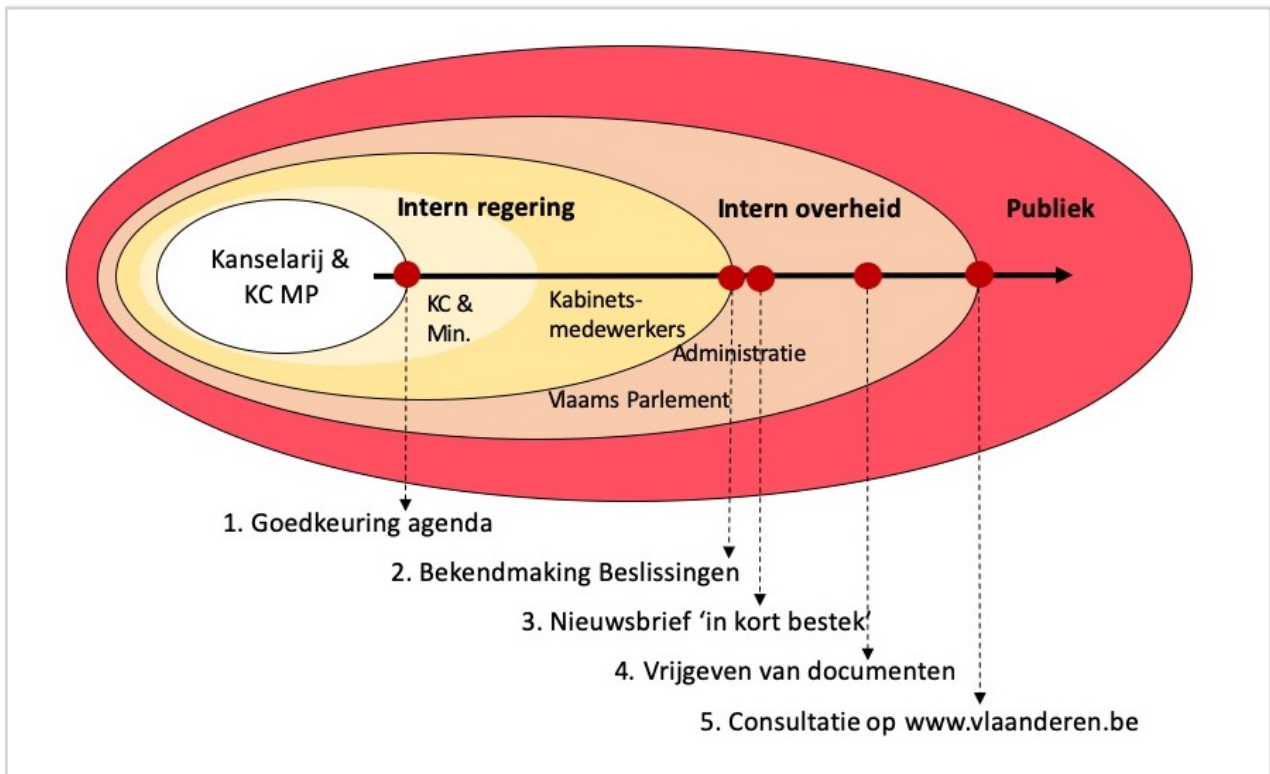 Intern regering
Intern overheid
Publiek
Kanselarij &
KC MP
KC &
Min.
Kabinets-
medewerkers
Administratie
Vlaams Parlement
1. Goedkeuring agenda
2. Bekendmaking Beslissingen
3. Nieuwsbrief ‘in kort bestek’
4. Vrijgeven van documenten
5. Consultatie op www.vlaanderen.be